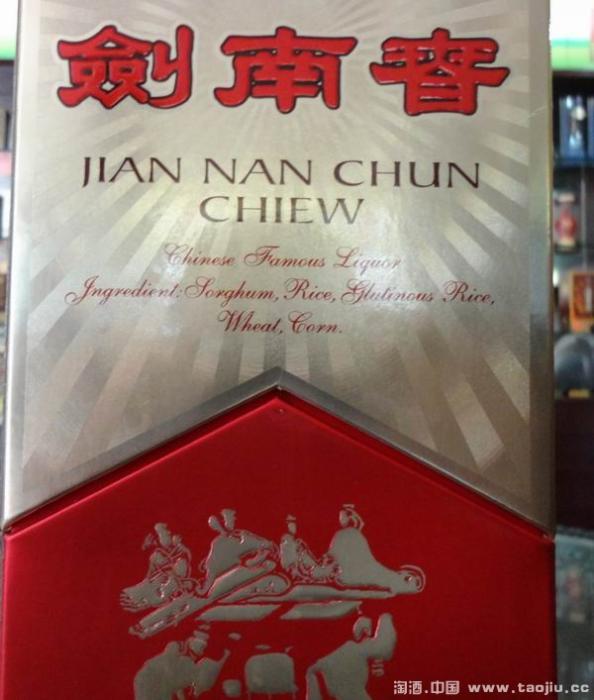 劍南春
JIAN NAN CHUN
CHIEW
Chinese Famous Liquor
Ingredient: Sorghum, Rice, Glutinous Rice,
Wheat, Corn.
淘酒.中国 www.taojiu.cc